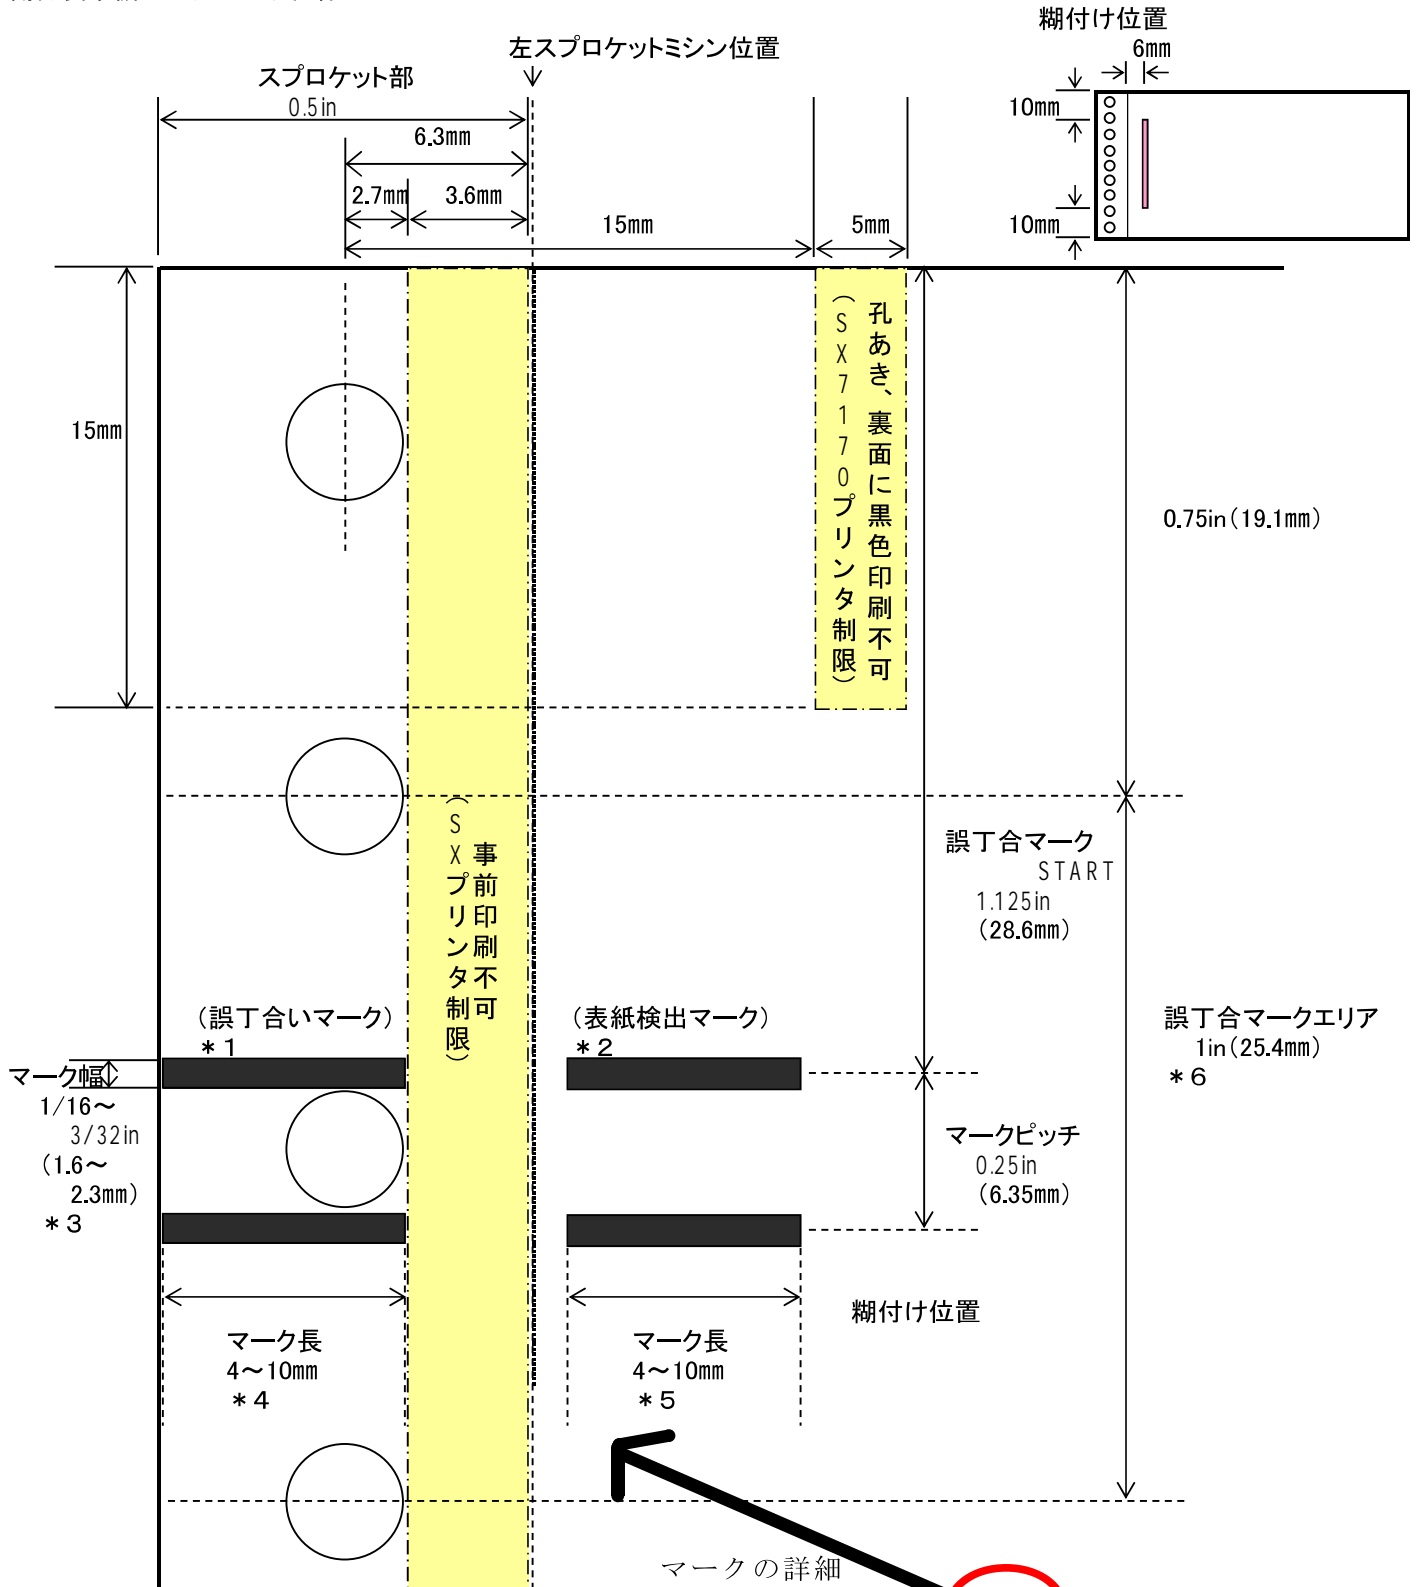 糊付け位置
6mm
10mm
10mm
左スプロケットミシン位置
スプロケット部
0.5in
6.3mm
2.7mm
3.6mm
15mm
5mm
15mm
孔あき、裏面に黒色印刷不可
(SX7170プリンタ制限)
0.75in(19.1mm)
事前印刷不可
(SXプリンタ制限)
誤丁合マーク
START
1.125in
(28.6mm)
(誤丁合いマーク)
*1
(表紙検出マーク)
*2
誤丁合マークエリア
1in(25.4mm)
*6
マーク幅
1/16～
3/32in
(1.6～
2.3mm)
*3
マークピッチ
0.25in
(6.35mm)
糊付け位置
マーク長
4～10mm
*4
マーク長
4～10mm
*5
マークの詳細